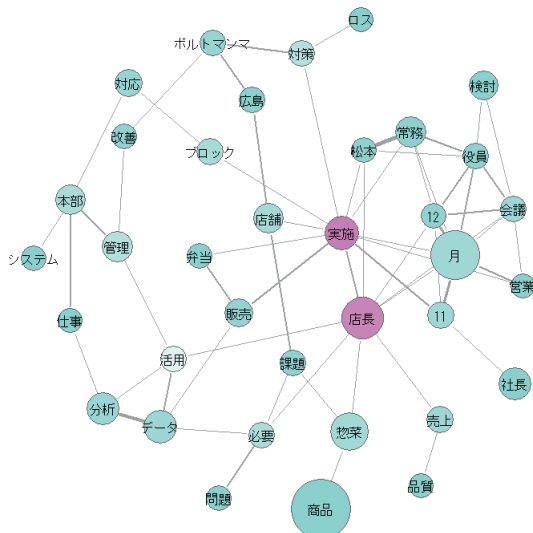 ロス
ポルトマンマ
対策
対応
検討
広島
常務
改善
松本
ブロック
役員
本部
12
会議
店舗
実施
管理
月
システム
弁当
営業
販売
店長
11
仕事
活用
課題
社長
分析
データ
必要
惣菜
売上
品質
問題
商品